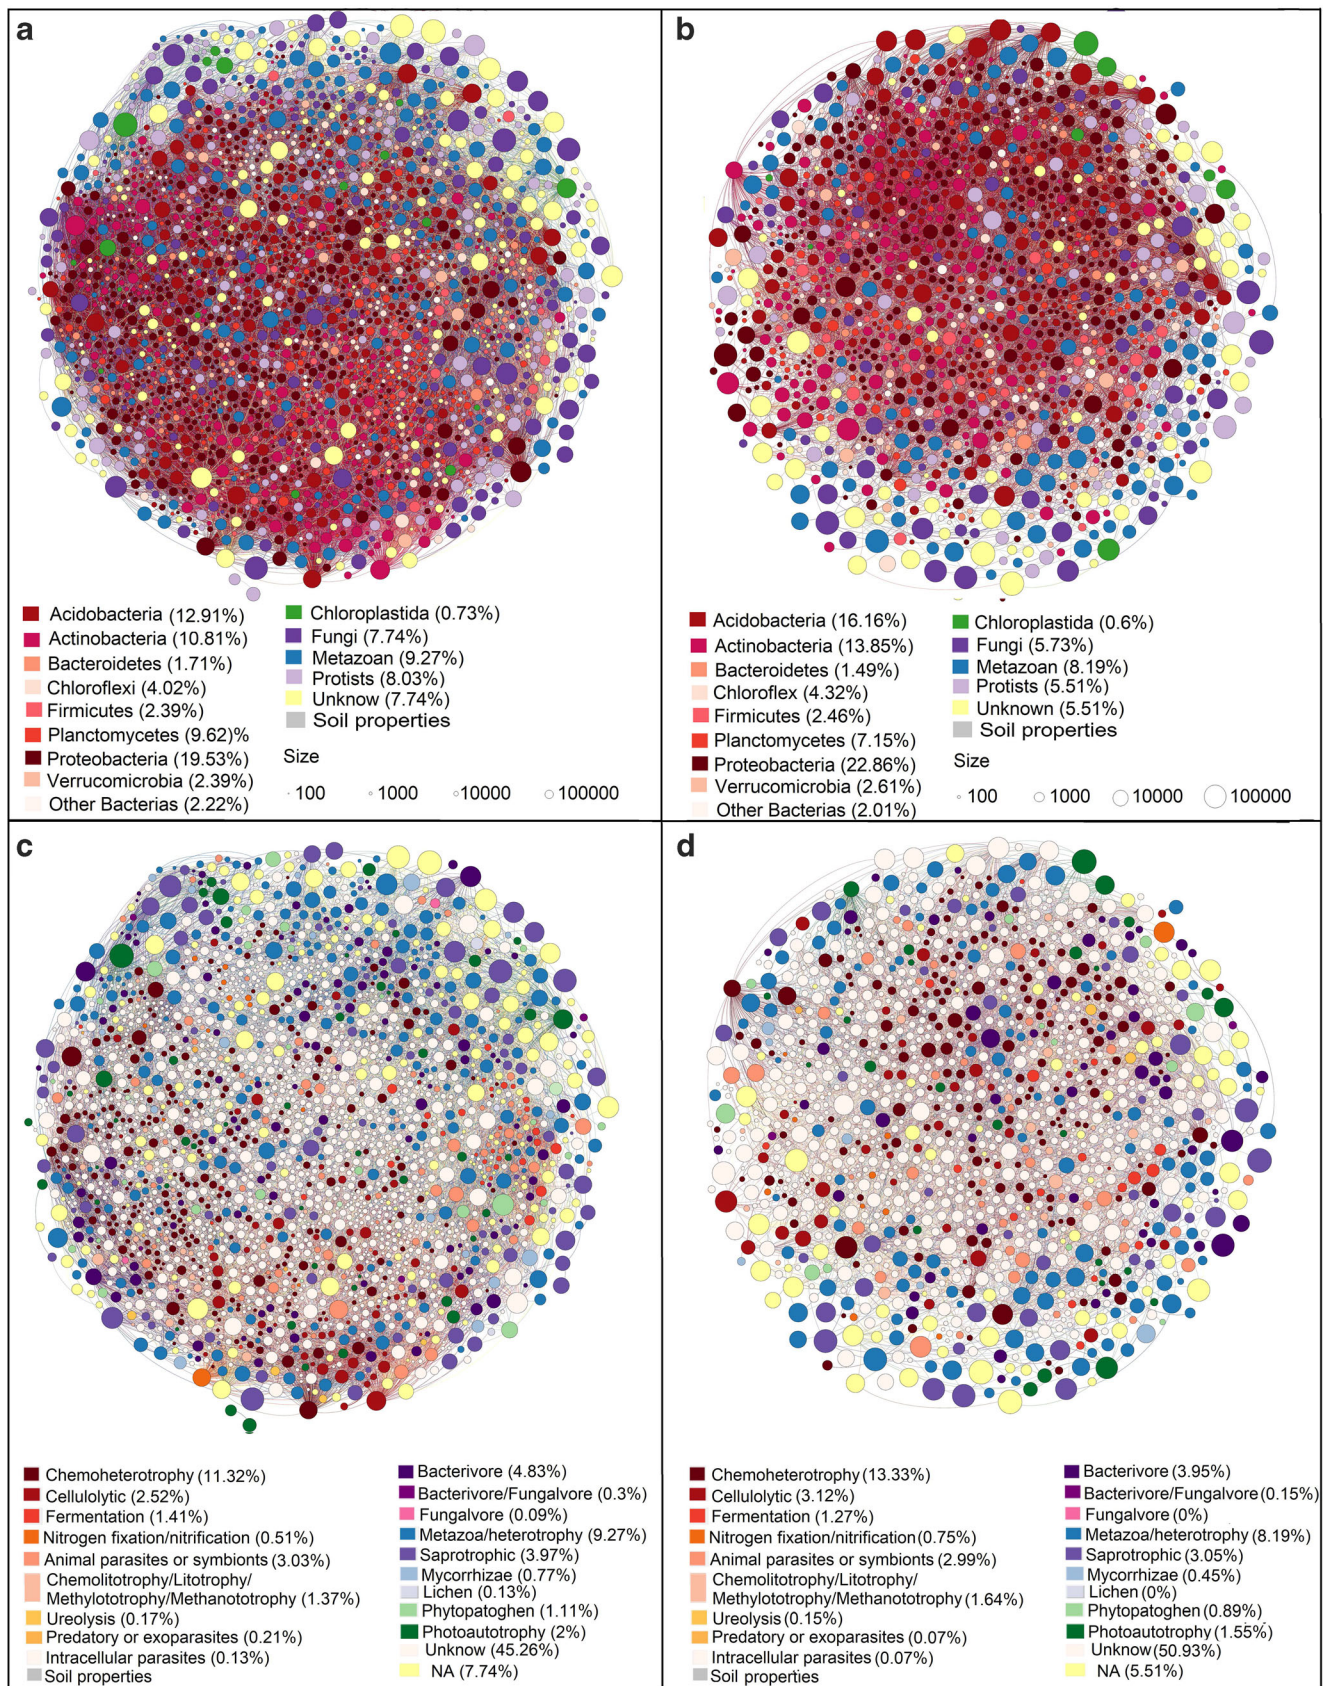 a
Acidobacteria (12.91%)
Actinobacteria (10.81%)
Bacteroidetes (1.71%)
Chloroflexi (4.02%)
Firmicutes (2.39%)
Planctomycetes (9.62)%
Proteobacteria (19.53%)
Verrucomicrobia (2.39%)
Other Bacterias (2.22%)
Chloroplastida (0.73%)
Fungi (7.74%)
Metazoan (9.27%)
Protists (8.03%)
Unknow (7.74%)
Soil properties
Size
100 1000 10000 100000
b
Acidobacteria (16.16%)
Actinobacteria (13.85%)
Bacteroidetes (1.49%)
Chloroflex (4.32%)
Firmicutes (2.46%)
Planctomycetes (7.15%)
Proteobacteria (22.86%)
Verrucomicrobia (2.61%)
Other Bacterias (2.01%)
Chloroplastida (0.6%)
Fungi (5.73%)
Metazoan (8.19%)
Protists (5.51%)
Unknown (5.51%)
Soil properties
Size
100 1000 10000 100000
c
Chemoheterotrophy (11.32%)
Cellulolytic (2.52%)
Fermentation (1.41%)
Nitrogen fixation/nitrification (0.51%)
Animal parasites or symbionts (3.03%)
Chemolitotrophy/Litotrophy/
Methylototrophy/Methanototrophy (1.37%)
Ureolysis (0.17%)
Predatory or exoparasites (0.21%)
Intracellular parasites (0.13%)
Soil properties
Bacterivore (4.83%)
Bacterivore/Fungalvore (0.3%)
Fungalvore (0.09%)
Metazoa/heterotrophy (9.27%)
Saprotrophic (3.97%)
Mycorrhizae (0.77%)
Lichen (0.13%)
Phytopatoghen (1.11%)
Photoautotrophy (2%)
Unknow (45.26%)
NA (7.74%)
d
Chemoheterotrophy (13.33%)
Cellulolytic (3.12%)
Fermentation (1.27%)
Nitrogen fixation/nitrification (0.75%)
Animal parasites or symbionts (2.99%)
Chemolitotrophy/Litotrophy/
Methylototrophy/Methanototrophy (1.64%)
Ureolysis (0.15%)
Predatory or exoparasites (0.07%)
Intracellular parasites (0.07%)
Soil properties
Bacterivore (3.95%)
Bacterivore/Fungalvore (0.15%)
Fungalvore (0%)
Metazoa/heterotrophy (8.19%)
Saprotrophic (3.05%)
Mycorrhizae (0.45%)
Lichen (0%)
Phytopatoghen (0.89%)
Photoautotrophy (1.55%)
Unknow (50.93%)
NA (5.51%)